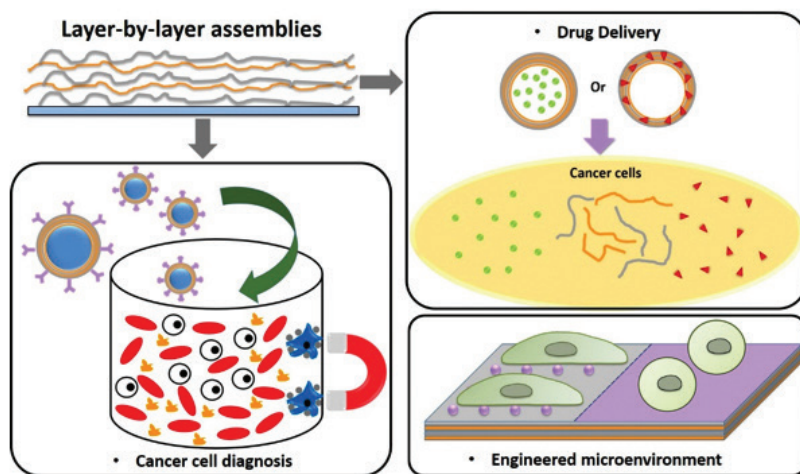 Layer-by-layer assemblies
• Drug Delivery
Or
Cancer cells
• Cancer cell diagnosis
• Engineered microenvironment